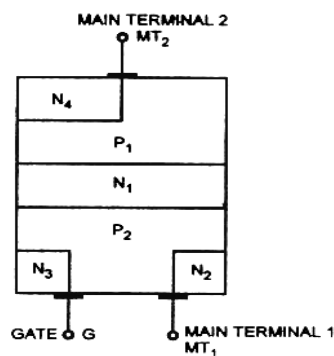 MAIN TERMINAL 2
MT₂
N₄
P₁
N₁
P₂
N₃
N₂
GATE G
MAIN TERMINAL 1
MT₁